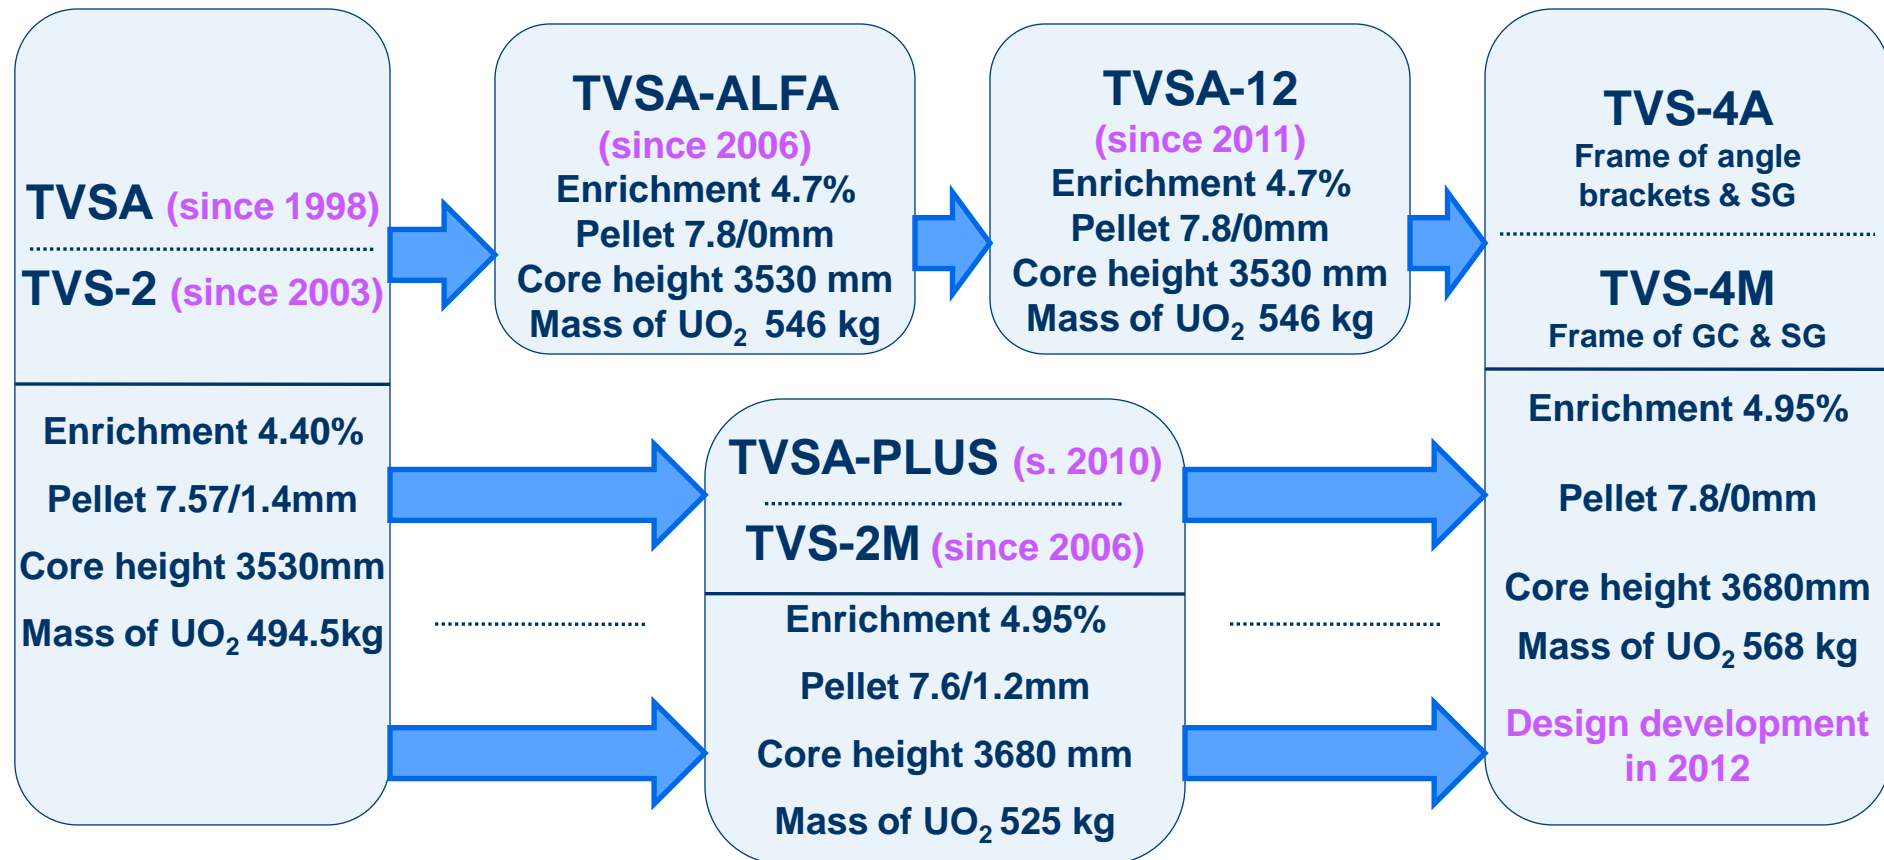 TVSA (since 1998)
TVS-2 (since 2003)
Enrichment 4.40%
Pellet 7.57/1.4mm
Core height 3530mm
Mass of UO2 494.5kg
TVSA-ALFA
(since 2006)
Enrichment 4.7%
Pellet 7.8/0mm
Core height 3530 mm
Mass of UO2 546 kg
TVSA-12
(since 2011)
Enrichment 4.7%
Pellet 7.8/0mm
Core height 3530 mm
Mass of UO2 546 kg
TVSA-PLUS (s. 2010)
TVS-2M (since 2006)
Enrichment 4.95%
Pellet 7.6/1.2mm
Core height 3680 mm
Mass of UO2 525 kg
TVS-4A
Frame of angle
brackets & SG
TVS-4M
Frame of GC & SG
Enrichment 4.95%
Pellet 7.8/0mm
Core height 3680mm
Mass of UO2 568 kg
Design development
in 2012